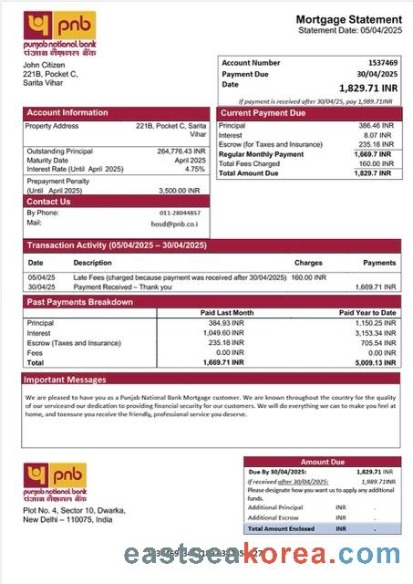 pnb
punjab national bank
पंजाब नैशनल बैंक
Mortgage Statement
Statement Date: 05/04/2025
John Citizen
221B, Pocket C,
Sarita Vihar
Account Number 1537469
Payment Due 30/04/2025
Date
1,829.71 INR
If payment is received after 30/04/25, pay 1,989.71INR
Account Information
Property Address 221B, Pocket C, Sarita
Vihar
Outstanding Principal 264,776.43 INR
Maturity Date April 2025
Interest Rate (Until April 2025) 4.75%
Prepayment Penalty
(Until April 2025) 3,500.00 INR
Contact Us
By Phone: 011-28044857
Mail: hosd@pnb.co.i
Current Payment Due
Principal 386.46 INR
Interest 8.07 INR
Escrow (for Taxes and Insurance) 235.18 INR
Regular Monthly Payment 1,669.7 INR
Total Fees Charged 160.00 INR
Total Amount Due 1,829.7 INR
Transaction Activity (05/04/2025 – 30/04/2025)
Date Description Charges Payments
05/04/25 Late Fees (charged because payment was received after 30/04/2025) 160.00 INR
30/04/25 Payment Received – Thank you 1,669.71 INR
Past Payments Breakdown
Paid Last Month Paid Year to Date
Principal 384.93 INR 1,150.25 INR
Interest 1,049.60 INR 3,153.34 INR
Escrow (Taxes and Insurance) 235.18 INR 705.54 INR
Fees 0.00 INR 0.00 INR
Total 1,669.71 INR 5,009.13 INR
Important Messages
We are pleased to have you as a Punjab National Bank Mortgage customer. We are known throughout the country for the quality
of our serviceand our dedication to providing financial security for our customers. We will do everything we can to make you feel at
home, and toensure you receive the friendly, professional service you deserve.
pnb
punjab national bank
पंजाब नैशनल बैंक
Plot No. 4, Sector 10, Dwarka,
New Delhi – 110075, India
Amount Due
Due By 30/04/2025: 1,829.71 INR
If received after 30/04/2025: 1,989.71INR
Please designate how want us to apply any additional
funds.
Additional Principal INR -
Additional Escrow INR -
Total Amount Enclosed INR -
eastseakorea.com